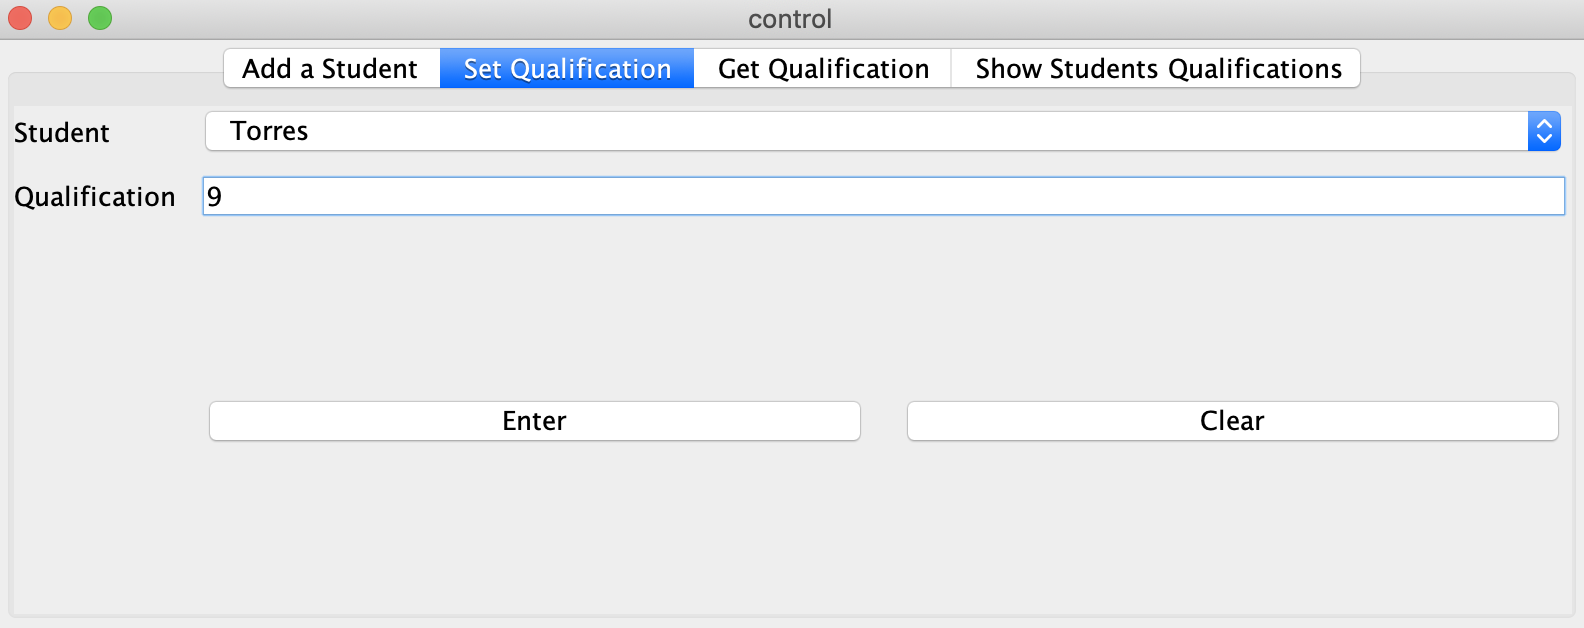 control
Add a Student Set Qualification Get Qualification Show Students Qualifications
Student Torres
Qualification 9
Enter Clear